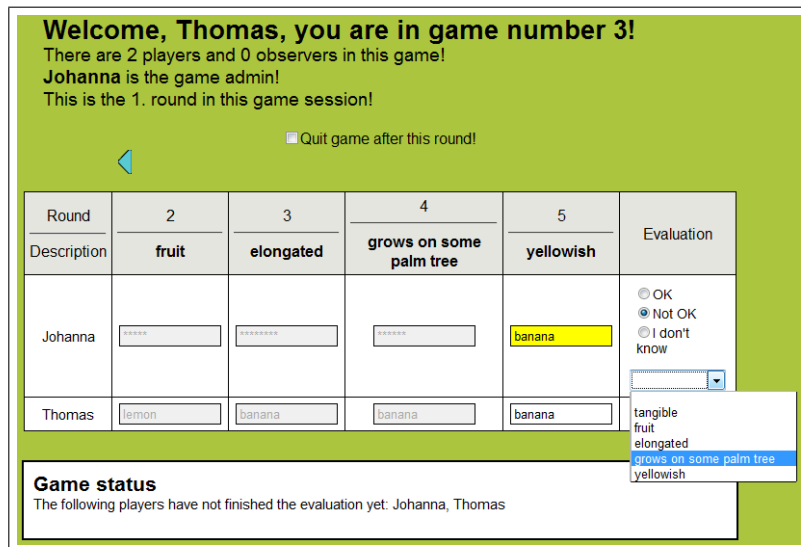 Welcome, Thomas, you are in game number 3!
There are 2 players and 0 observers in this game!
Johanna is the game admin!
This is the 1. round in this game session!
Quit game after this round!
Round 2 3 4 5 Evaluation
Description fruit elongated grows on some palm tree yellowish
Johanna ***** ******** ****** banana
OK
Not OK
I don't
know
Thomas lemon banana banana banana
tangible
fruit
elongated
grows on some palm tree
yellowish
Game status
The following players have not finished the evaluation yet: Johanna, Thomas